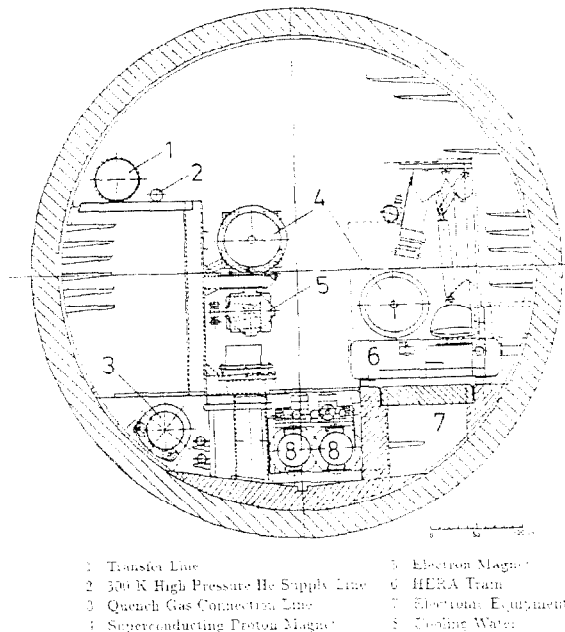 1
2
4
5
3
6
7
8 8
1 Transfer Line
2 300 K High Pressure He Supply Line
3 Quench Gas Connection Line
4 Superconducting Proton Magnet
5 Electron Magnet
6 HERA Train
7 Electronic Equipment
8 Cooling Water